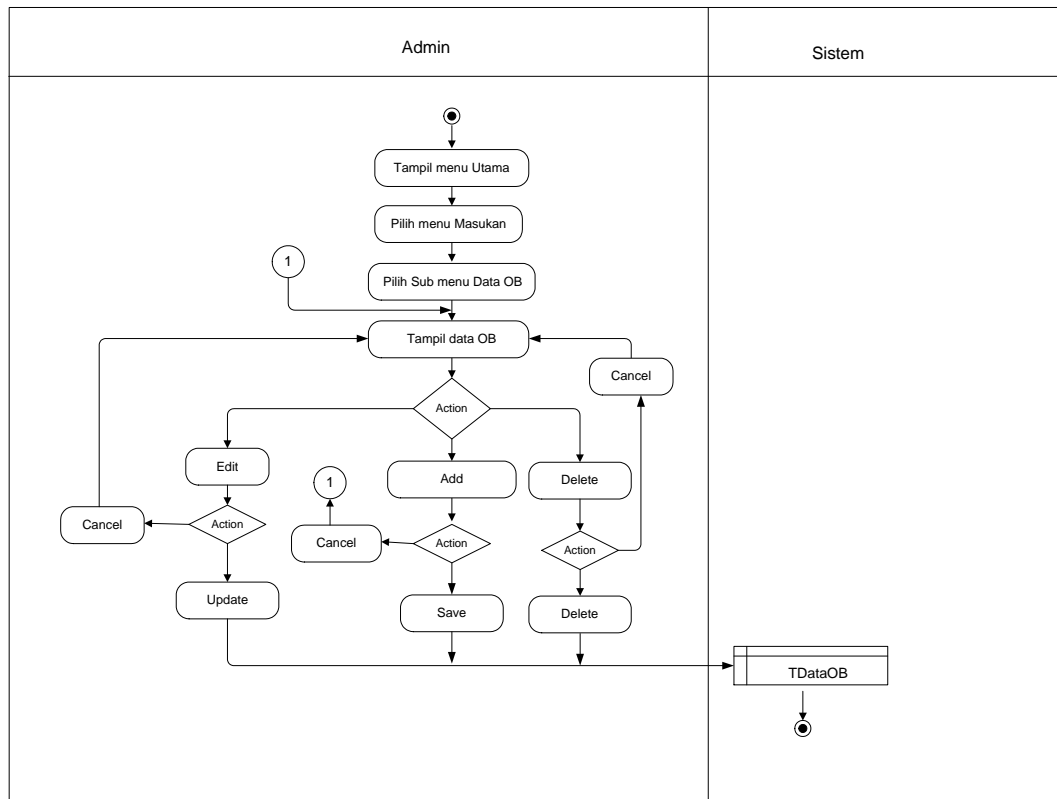 Admin
Sistem
Tampil menu Utama
Pilih menu Masukan
1
Pilih Sub menu Data OB
Tampil data OB
Cancel
Action
Edit
Add
Delete
1
Cancel
Action
Cancel
Action
Action
Update
Save
Delete
TDataOB